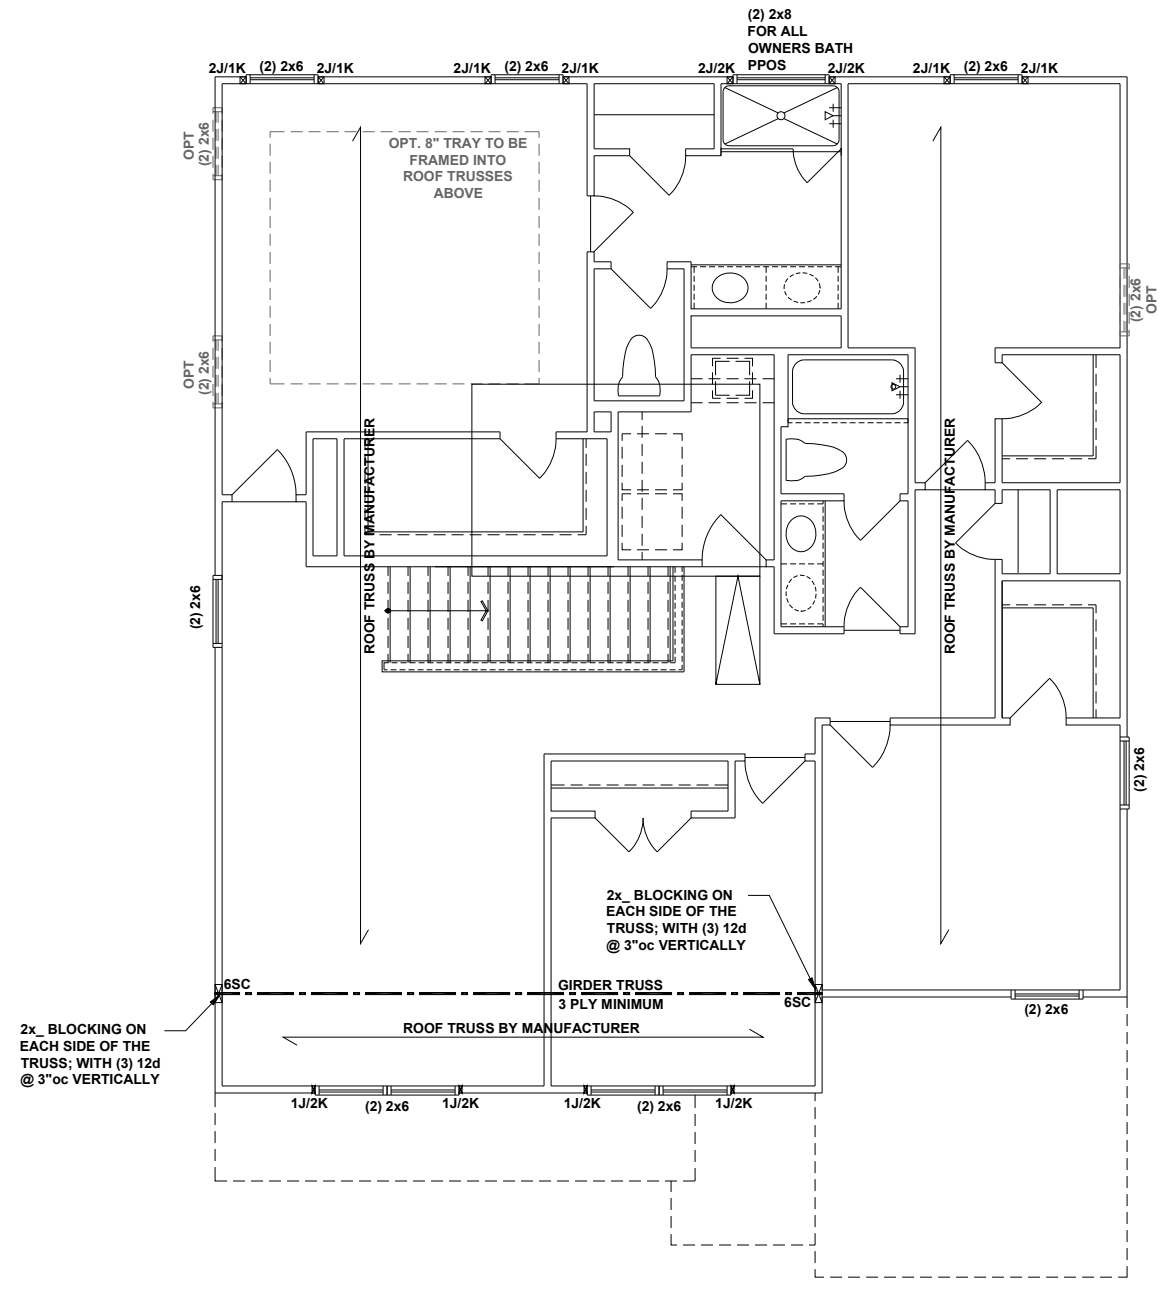 (2) 2x8
FOR ALL
OWNERS BATH
PPOS
2J/1K
(2) 2x6
2J/1K
2J/1K
(2) 2x6
2J/1K
2J/2K
2J/2K
2J/1K
(2) 2x6
2J/1K
OPT
(2) 2x6
OPT. 8" TRAY TO BE
FRAMED INTO
ROOF TRUSSES
ABOVE
(2) 2x6
OPT
OPT
(2) 2x6
ROOF TRUSS BY MANUFACTURER
ROOF TRUSS BY MANUFACTURER
(2) 2x6
(2) 2x6
2x_ BLOCKING ON
EACH SIDE OF THE
TRUSS; WITH (3) 12d
@ 3"oc VERTICALLY
6SC
GIRDER TRUSS
3 PLY MINIMUM
6SC
(2) 2x6
ROOF TRUSS BY MANUFACTURER
2x_ BLOCKING ON
EACH SIDE OF THE
TRUSS; WITH (3) 12d
@ 3"oc VERTICALLY
1J/2K
(2) 2x6
1J/2K
1J/2K
(2) 2x6
1J/2K